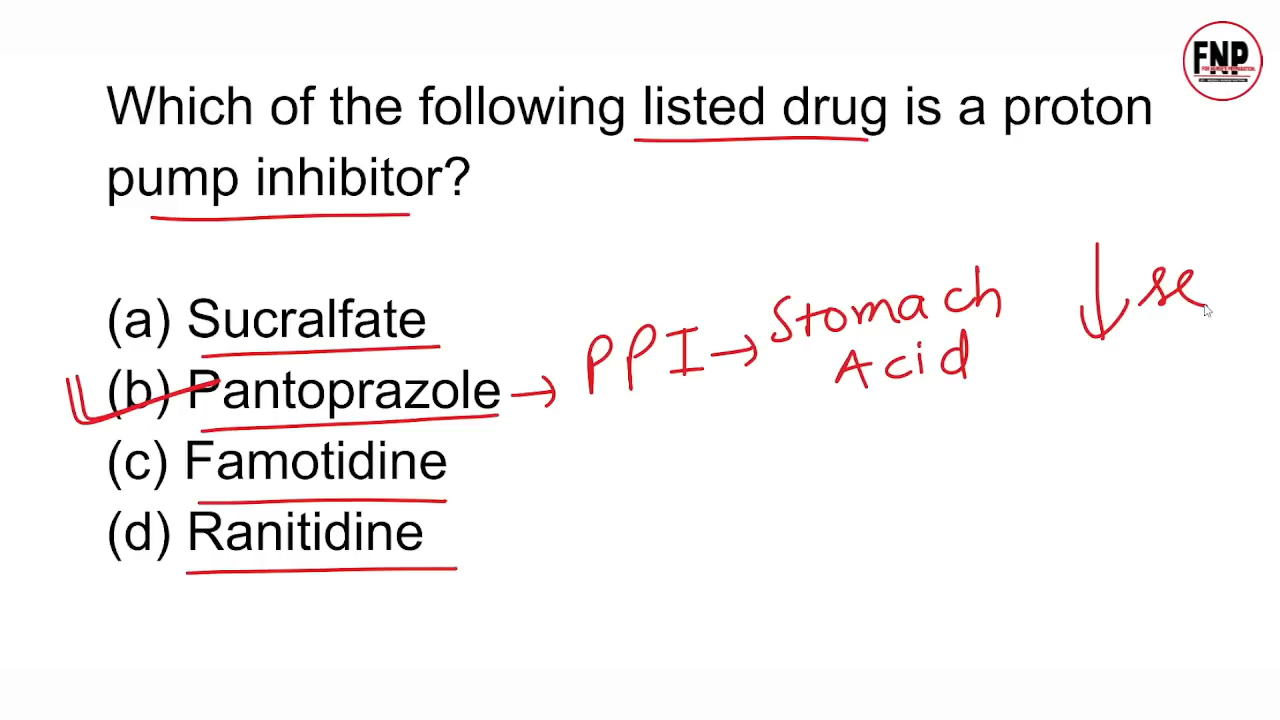 FNP
Which of the following listed drug is a proton
pump inhibitor?
(a) Sucralfate
(b) Pantoprazole → PPI → Stomach Acid ↓ se
(c) Famotidine
(d) Ranitidine